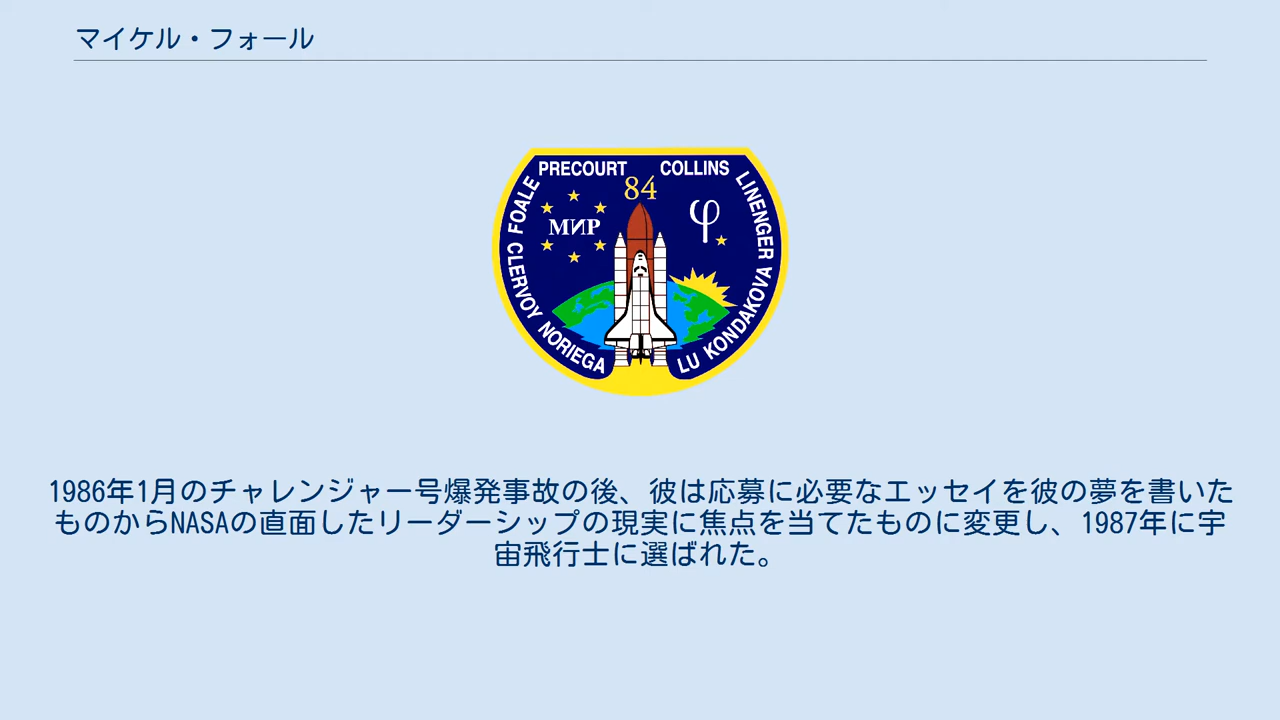 マイケル・フォール
PRECOURT COLLINS
84
FOALE
LINENGER
МИР
φ
CLERVOY
KONDAKOVA
NORIEGA
LU
1986年1月のチャレンジャー号爆発事故の後、彼は応募に必要なエッセイを彼の夢を書いた
ものからNASAの直面したリーダーシップの現実に焦点を当てたものに変更し、1987年に宇
宙飛行士に選ばれた。